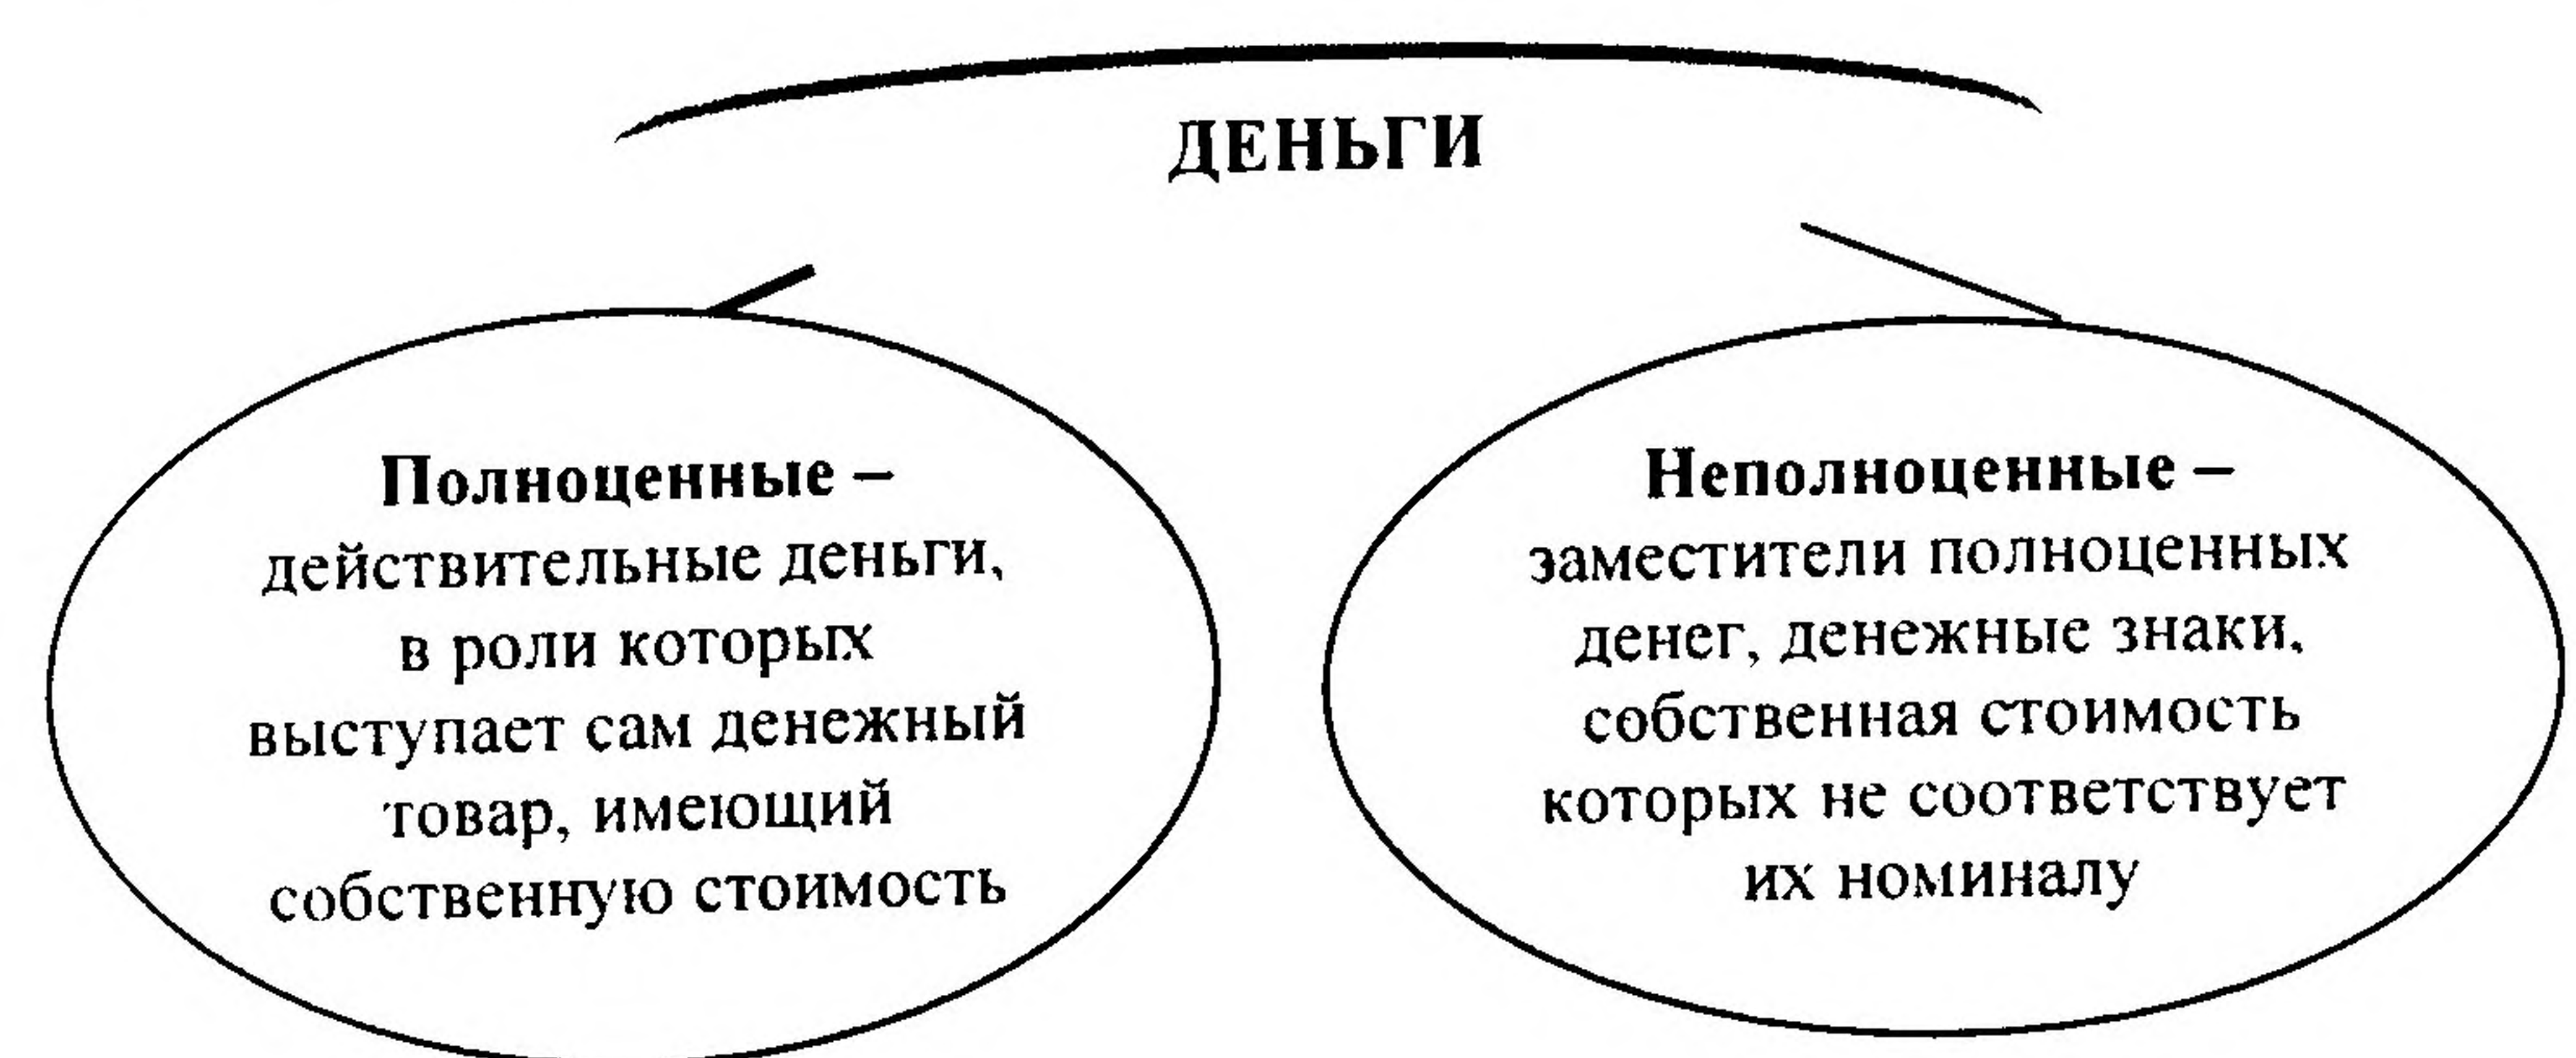 ДЕНЬГИ
Полноценные –
действительные деньги,
в роли которых
выступает сам денежный
товар, имеющий
собственную стоимость
Неполноценные –
заместители полноценных
денег, денежные знаки,
собственная стоимость
которых не соответствует
их номиналу